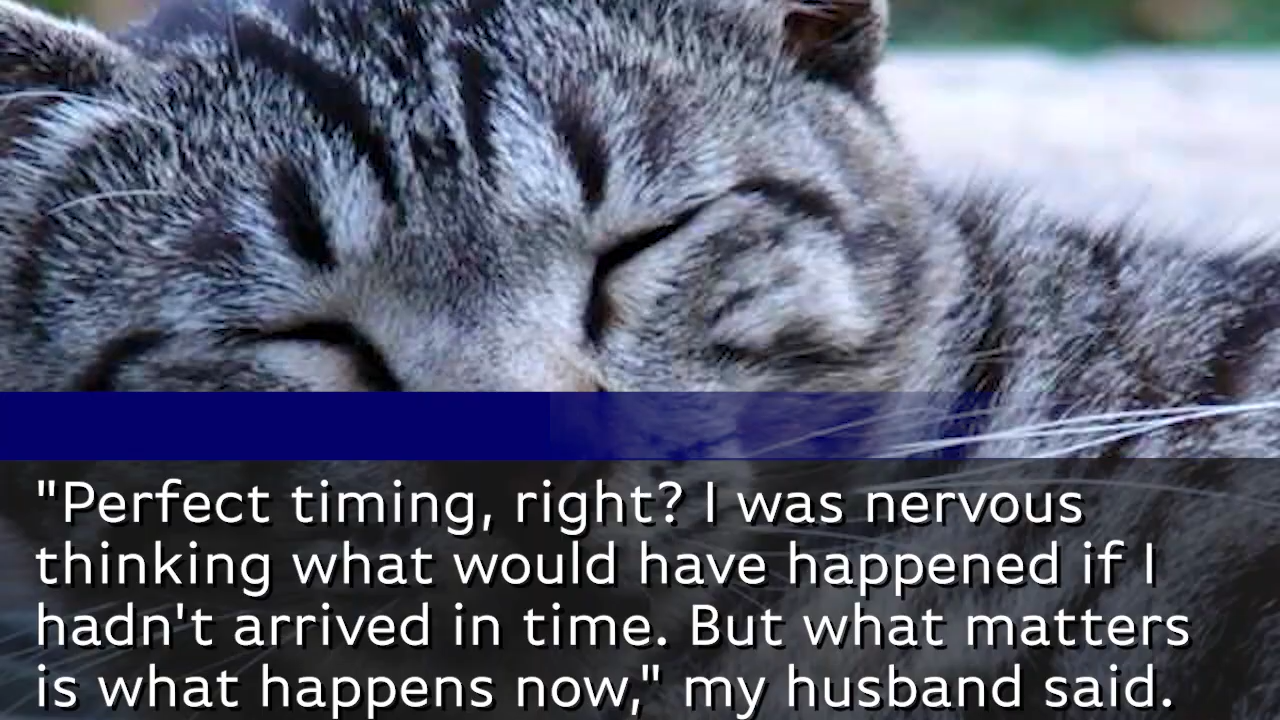 "Perfect timing, right? I was nervous
thinking what would have happened if I
hadn't arrived in time. But what matters
is what happens now," my husband said.